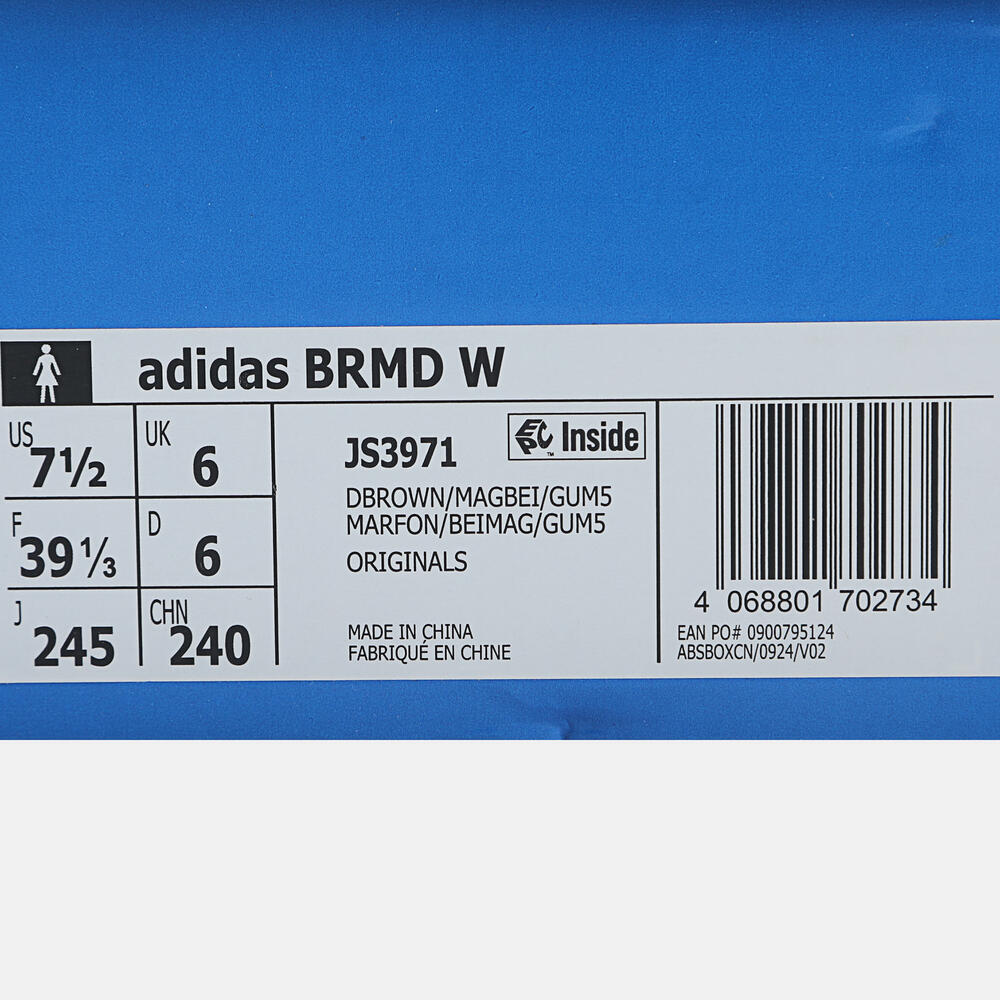 adidas BRMD W
US 7½ UK 6
F 39⅓ D 6
J 245 CHN 240
JS3971
EPC™ Inside
DBROWN/MAGBEI/GUM5
MARFON/BEIMAG/GUM5
ORIGINALS
MADE IN CHINA
FABRIQUÉ EN CHINE
4 068801 702734
EAN PO# 0900795124
ABSBOXCN/0924/V02